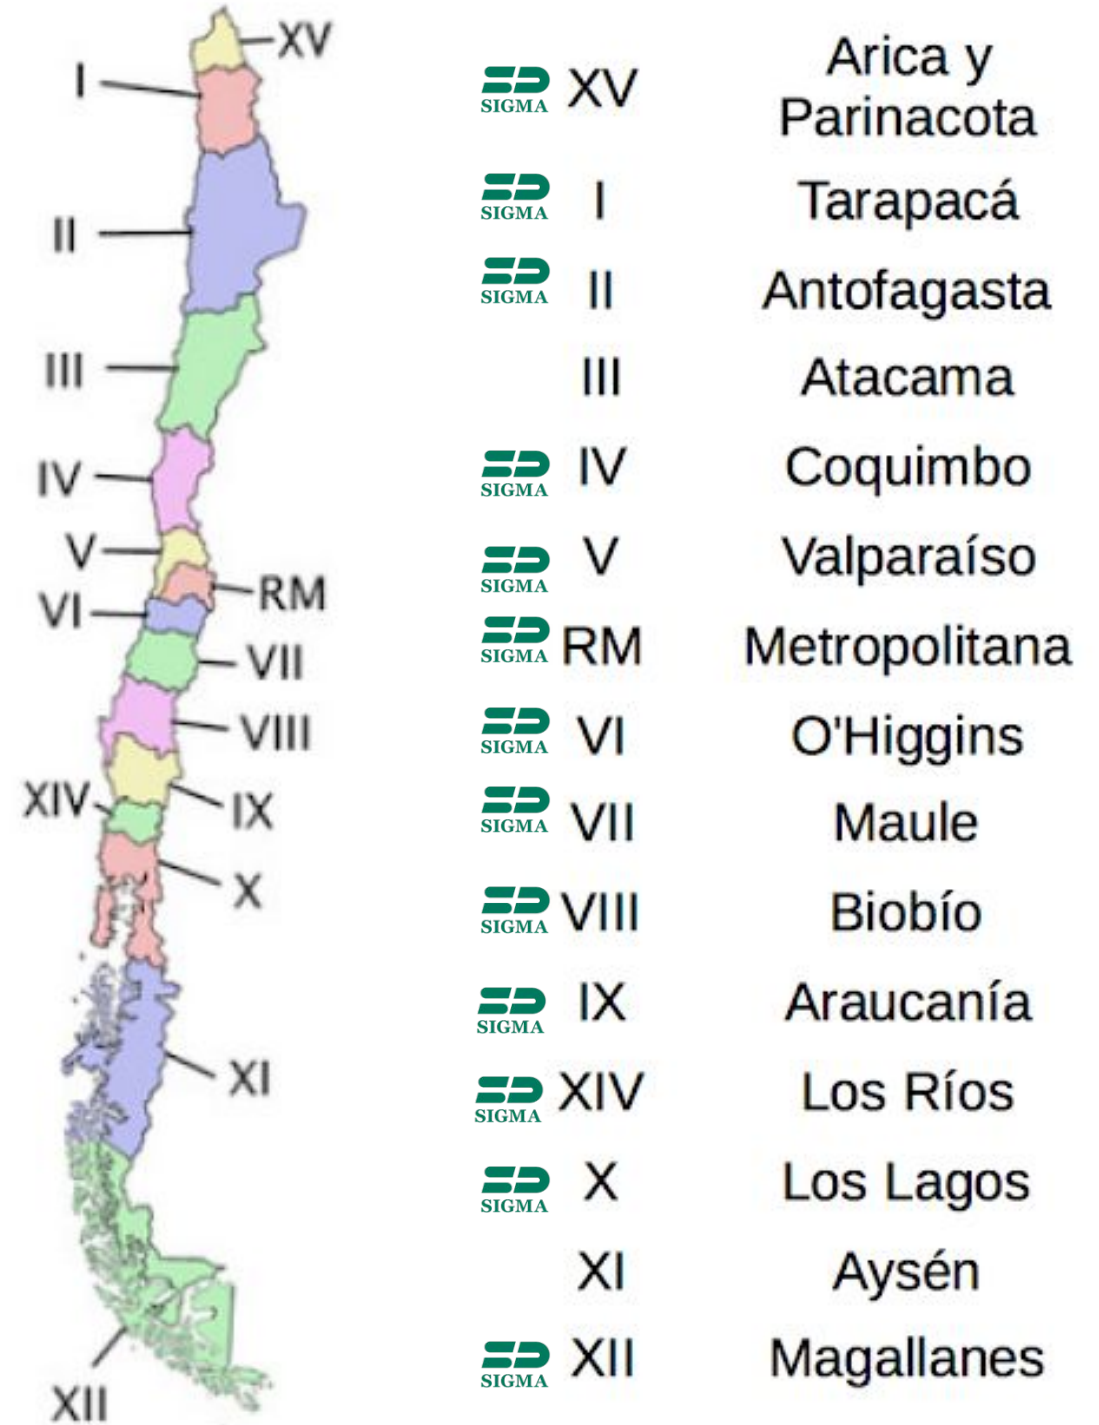 XV
I
II
III
IV
V
RM
VI
VII
VIII
XIV
IX
X
XI
XII
SIGMA XV Arica y
Parinacota
SIGMA I Tarapacá
SIGMA II Antofagasta
III Atacama
SIGMA IV Coquimbo
SIGMA V Valparaíso
SIGMA RM Metropolitana
SIGMA VI O'Higgins
SIGMA VII Maule
SIGMA VIII Biobío
SIGMA IX Araucanía
SIGMA XIV Los Ríos
SIGMA X Los Lagos
XI Aysén
SIGMA XII Magallanes